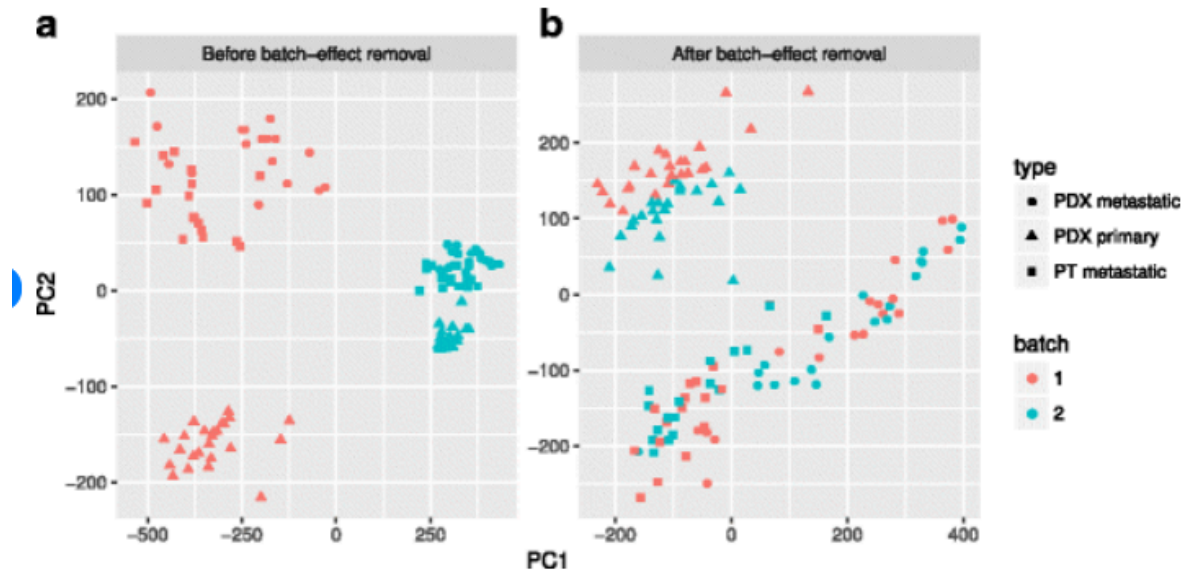 a
b
Before batch-effect removal
After batch-effect removal
200
100
0
-100
-200
PC2
-500
-250
0
250
200
100
0
-100
-200
-200
0
200
400
PC1
type
PDX metastatic
PDX primary
PT metastatic
batch
1
2